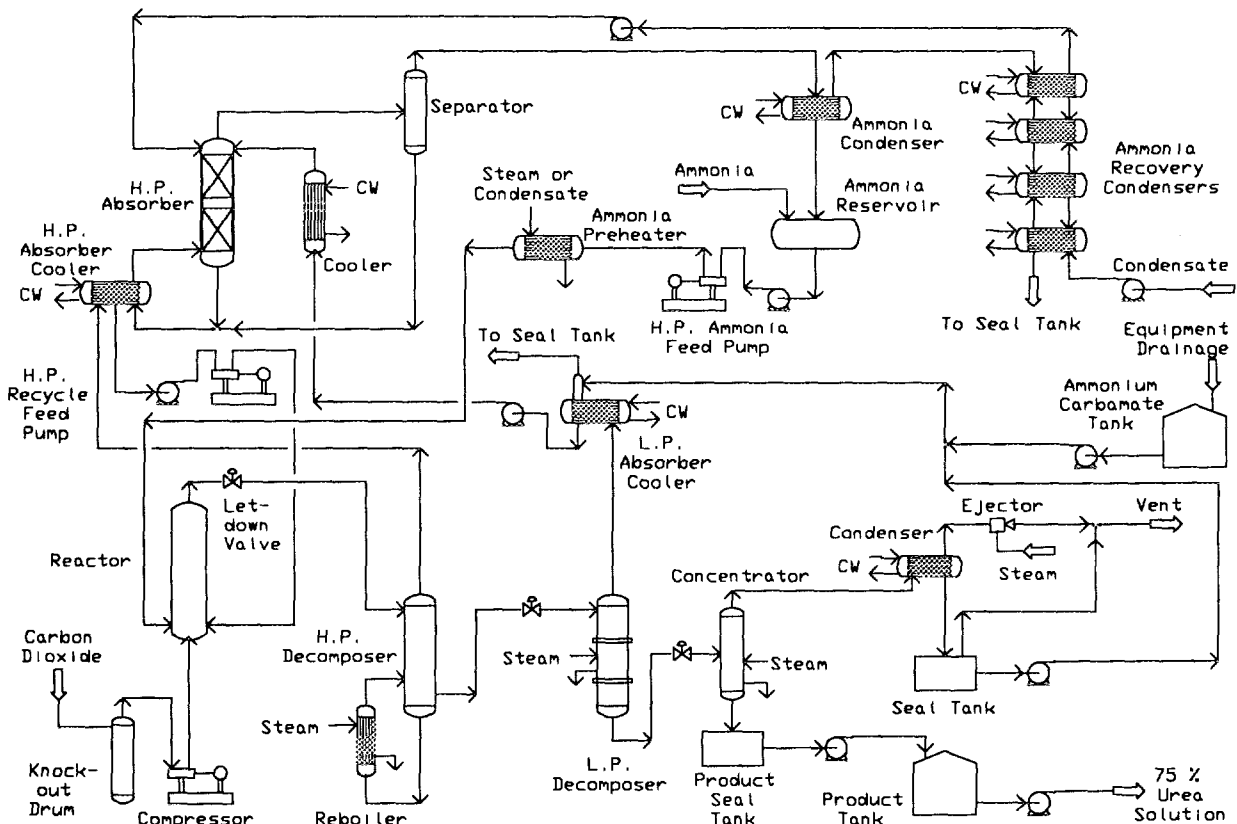 Separator
CW
Ammonia
Condenser
CW
Ammonia
Recovery
Condensers
Steam or
Condensate
Ammonia
Ammonia
Reservoir
H.P.
Absorber
CW
Ammonia
Preheater
H.P.
Absorber
Cooler
CW
Cooler
Condensate
H.P. Ammonia
Feed Pump
To Seal Tank
To Seal Tank
Equipment
Drainage
H.P.
Recycle
Feed
Pump
CW
Ammonium
Carbamate
Tank
L.P.
Absorber
Cooler
Let-
down
Valve
Ejector
Vent
Condenser
CW
Steam
Reactor
Concentrator
Carbon
Dioxide
H.P.
Decomposer
Steam
Steam
Seal Tank
Steam
Knock-
out
Drum
Compressor
Reboiler
L.P.
Decomposer
Product
Seal
Tank
Product
Tank
75 %
Urea
Solution